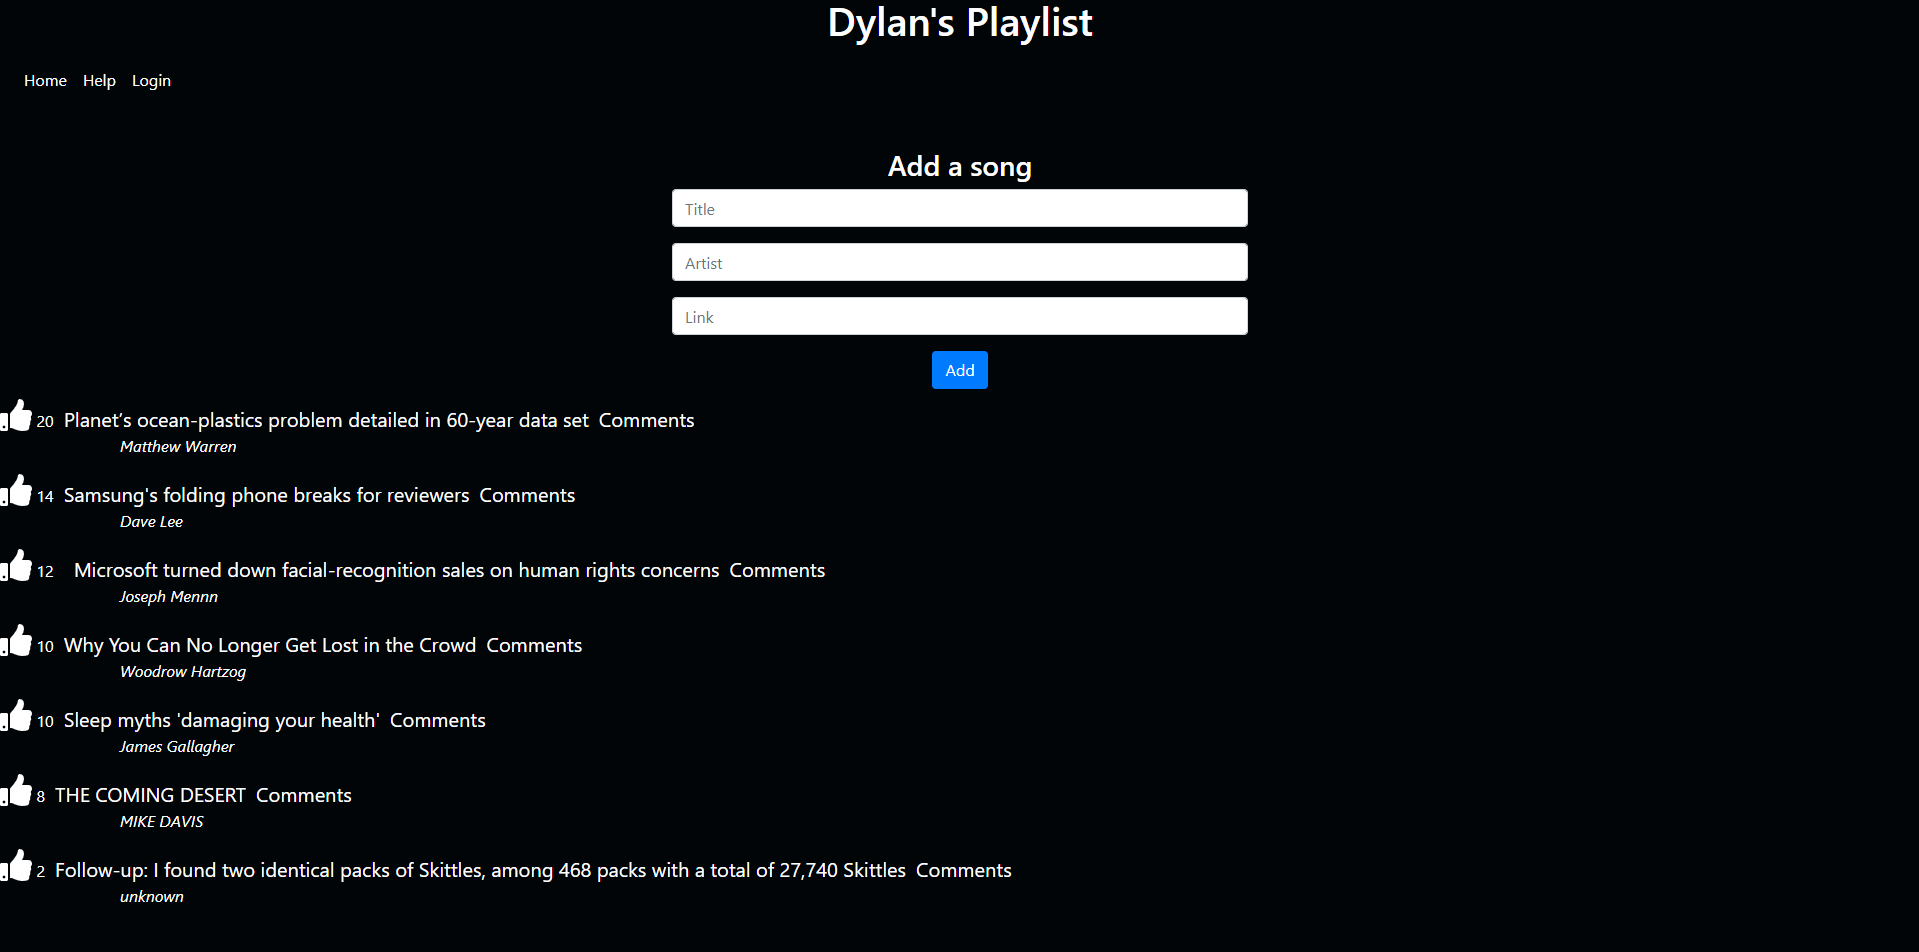 Dylan's Playlist
Home Help Login
Add a song
Title
Artist
Link
Add
20 Planet’s ocean-plastics problem detailed in 60-year data set Comments
Matthew Warren
14 Samsung's folding phone breaks for reviewers Comments
Dave Lee
12 Microsoft turned down facial-recognition sales on human rights concerns Comments
Joseph Mennn
10 Why You Can No Longer Get Lost in the Crowd Comments
Woodrow Hartzog
10 Sleep myths 'damaging your health' Comments
James Gallagher
8 THE COMING DESERT Comments
MIKE DAVIS
2 Follow-up: I found two identical packs of Skittles, among 468 packs with a total of 27,740 Skittles Comments
unknown